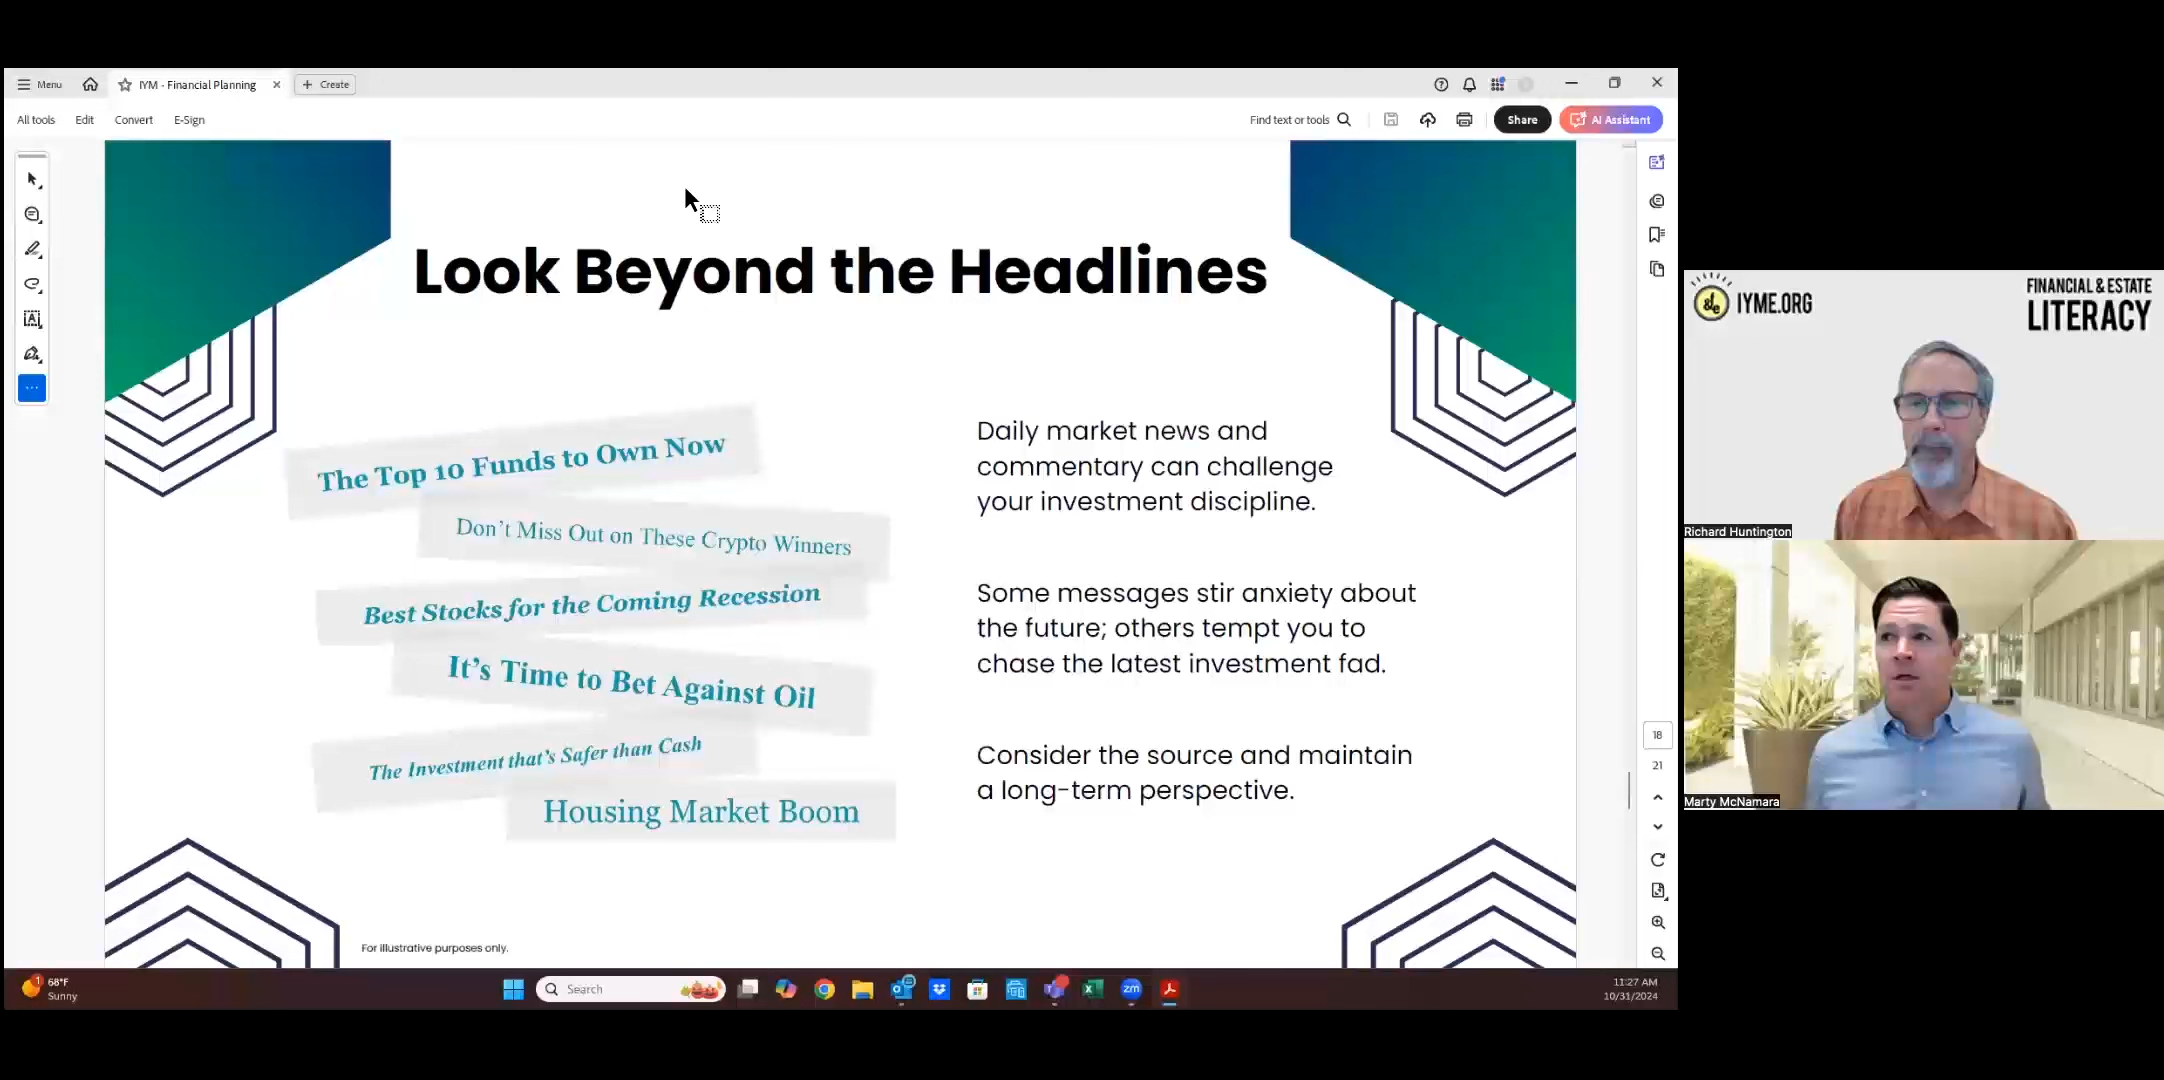 Menu
IYM - Financial Planning
Create
All tools
Edit
Convert
E-Sign
Find text or tools
Share
AI Assistant
Look Beyond the Headlines
The Top 10 Funds to Own Now
Don't Miss Out on These Crypto Winners
Best Stocks for the Coming Recession
It's Time to Bet Against Oil
The Investment that's Safer than Cash
Housing Market Boom
Daily market news and
commentary can challenge
your investment discipline.
Some messages stir anxiety about
the future; others tempt you to
chase the latest investment fad.
Consider the source and maintain
a long-term perspective.
For illustrative purposes only.
18
21
IYME.ORG
FINANCIAL & ESTATE
LITERACY
Richard Huntington
Marty McNamara
1
68°F
Sunny
Search
zm
11:27 AM
10/31/2024